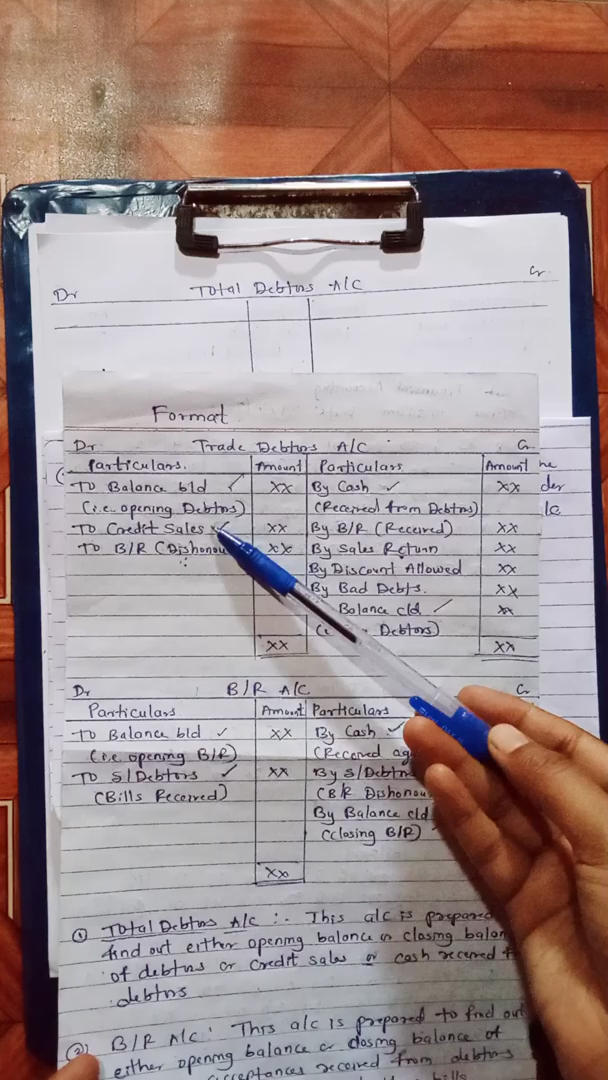 Dr Total Debtors A/C Cr
Format
Dr Trade Debtors A/C Cr
Particulars. Amount Particulars Amount
To Balance b/d xx By Cash xx
(i.e. opening Debtors) (Received from Debtors)
To Credit Sales xx By B/R (Received) xx
To B/R (Dishonou xx By Sales Return xx
By Discount Allowed xx
By Bad Debts. xx
Balance c/d xx
Debtors)
xx xx
Dr B/R A/C Cr
Particulars Amount Particulars
To Balance b/d xx By Cash
(i.e opening B/R) (Received
To S/Debtors xx By S/Debtn
(Bills Received) (B/R Dishonou
By Balance c/d
(closing B/R)
xx
① Total Debtors A/C :- This a/c is prepared
find out either opening balance or closing balan
of debtors or credit sales or cash received
debtors
② B/R A/C: This a/c is prepared to find out
either opening balance or closing balance of
acceptances received from debtors
bills